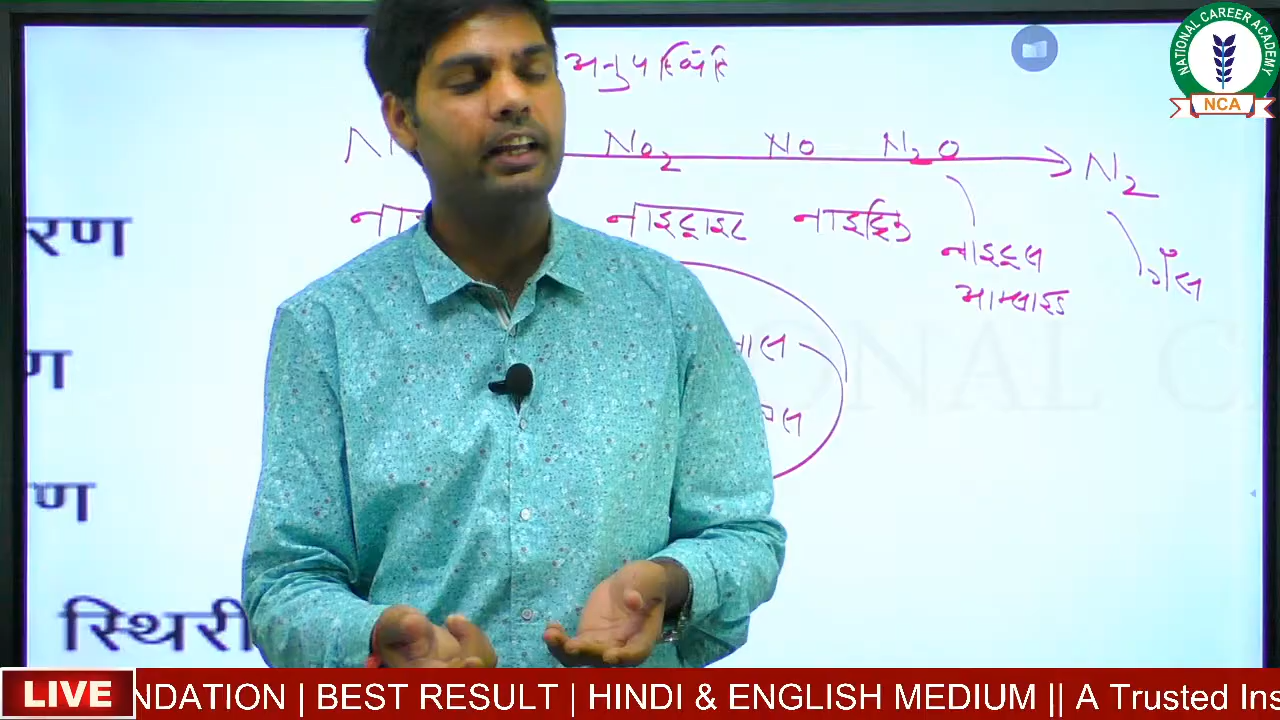 NATIONAL CAREER ACADEMY
NCA
अनुपस्थिति
NO₂ NO N₂O N₂
नाइट्राइट नाइट्रिक
रण
नाइट्रस
गैस
आक्साइड
ण
ण
स्थिरी
LIVE
NDATION | BEST RESULT | HINDI & ENGLISH MEDIUM || A Trusted Ins